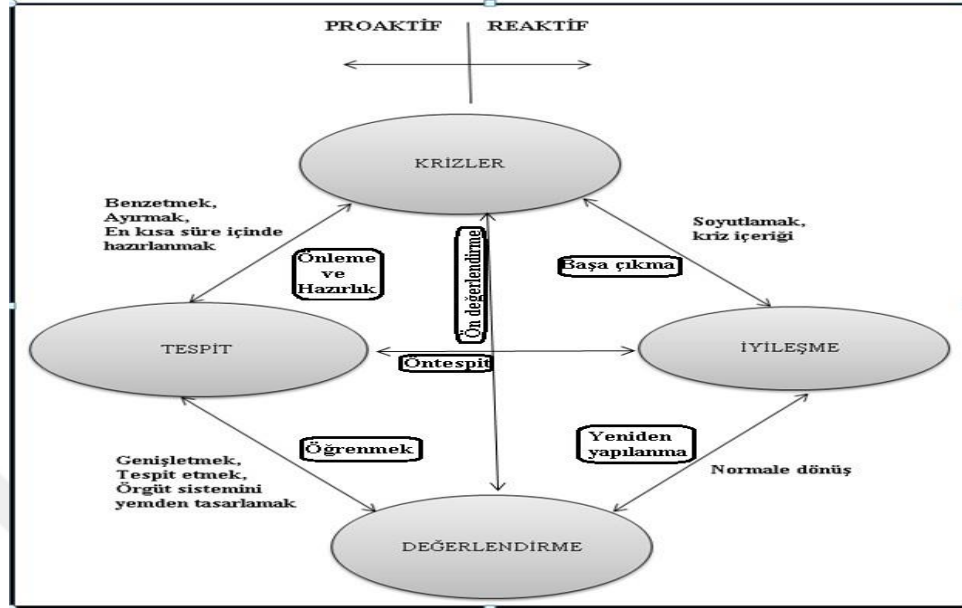 PROAKTİF REAKTİF
KRİZLER
Benzetmek,
Ayırmak,
En kısa süre içinde
hazırlanmak
Soyutlamak,
kriz içeriği
Önleme
ve
Hazırlık
Ön değerlendirme
Başa çıkma
TESPİT
İYİLEŞME
Öntespit
Öğrenmek
Yeniden
yapılanma
Genişletmek,
Tespit etmek,
Örgüt sistemini
yemden tasarlamak
Normale dönüş
DEĞERLENDİRME